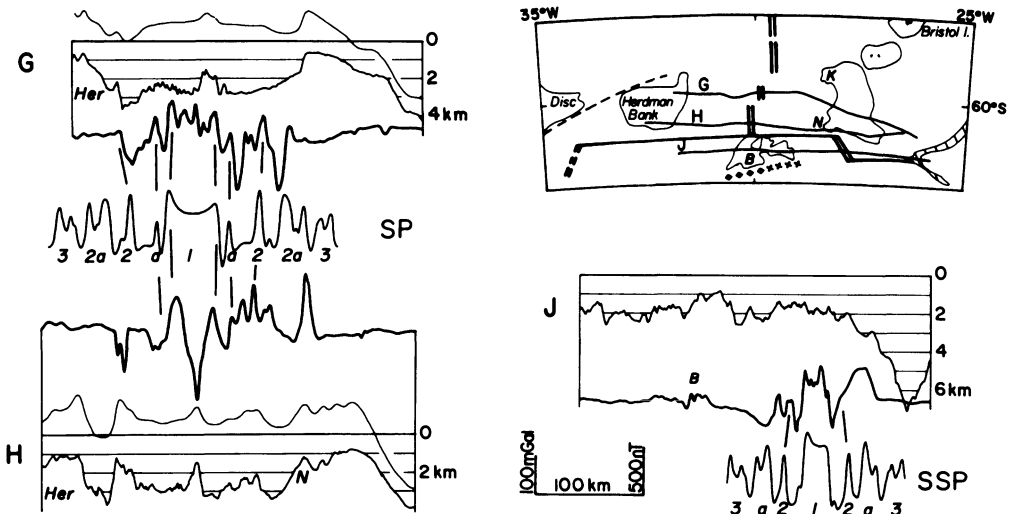 G
0
2
4 km
Her
3 2a 2 a 1 a 2 2a 3
SP
H
0
2 km
Her
N
35°W
25°W
Bristol I.
K
G
Disc
Herdman
Bank
H
N
60°S
J
B
J
0
2
4
6 km
B
100mGal
100 km
500nT
3 a 2 1 2 a 3
SSP